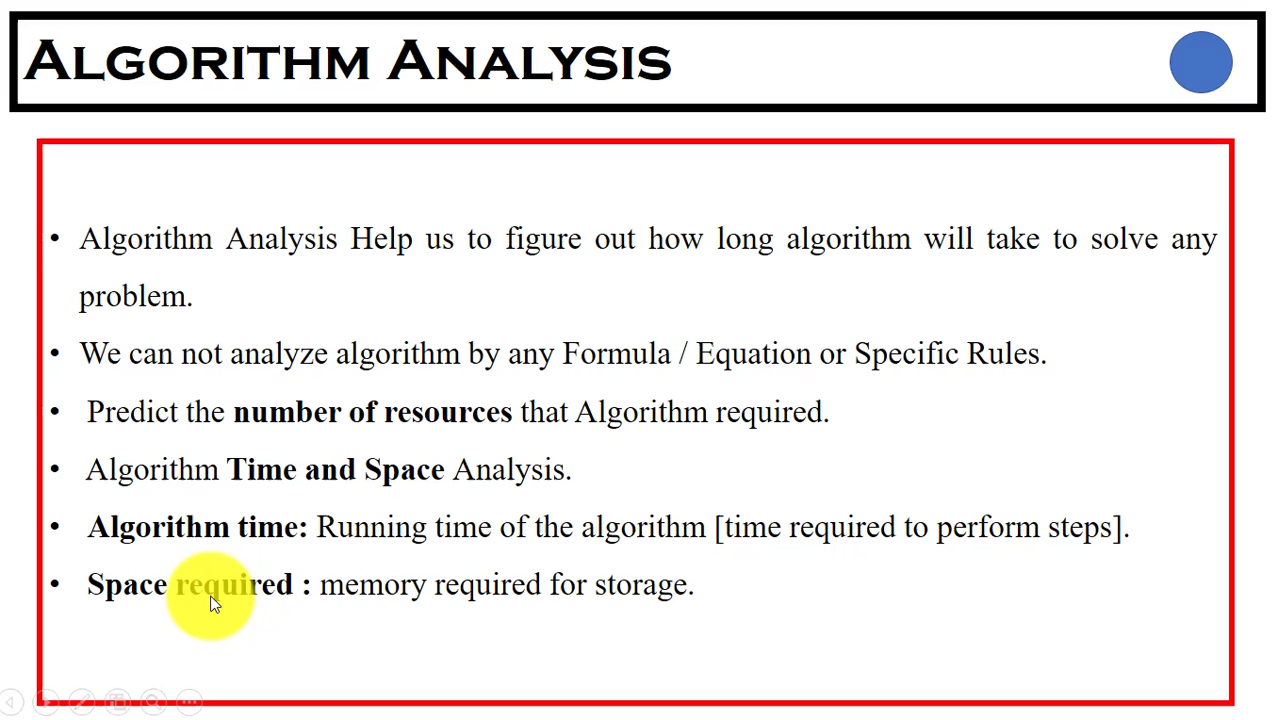 ALGORITHM ANALYSIS
• Algorithm Analysis Help us to figure out how long algorithm will take to solve any
problem.
• We can not analyze algorithm by any Formula / Equation or Specific Rules.
• Predict the number of resources that Algorithm required.
• Algorithm Time and Space Analysis.
• Algorithm time: Running time of the algorithm [time required to perform steps].
• Space required : memory required for storage.